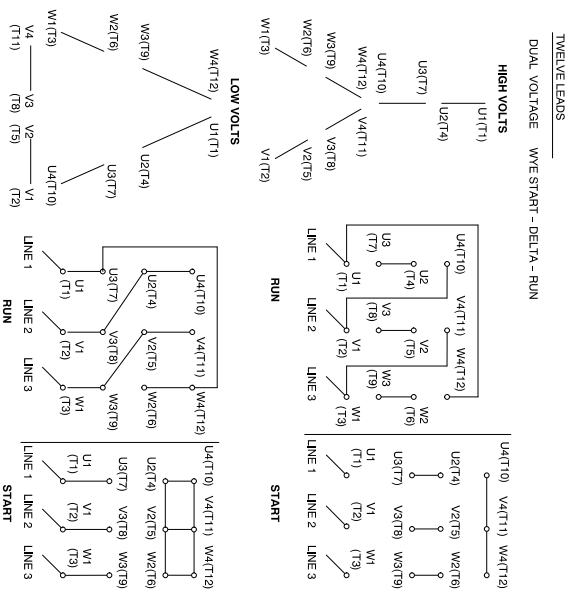 TWELVE LEADS
DUAL VOLTAGE WYE START – DELTA – RUN
HIGH VOLTS
U1(T1)
U2(T4)
U3(T7)
U4(T10)
W4(T12) V4(T11)
W3(T9) V3(T8)
W2(T6) V2(T5)
W1(T3) V1(T2)
U4(T10) V4(T11) W4(T12)
U3 U2 V3 V2 W3 W2
(T7) (T4) (T8) (T5) (T9) (T6)
U1 V1 W1
(T1) (T2) (T3)
LINE 1 LINE 2 LINE 3
RUN
U4(T10) V4(T11) W4(T12)
U2(T4) V2(T5) W2(T6)
U3(T7) V3(T8) W3(T9)
U1 V1 W1
(T1) (T2) (T3)
LINE 1 LINE 2 LINE 3
START
LOW VOLTS
W4(T12) U1(T1)
W3(T9) U2(T4)
W2(T6) U3(T7)
W1(T3) U4(T10)
V4 V3 V2 V1
(T11) (T8) (T5) (T2)
U4(T10) V4(T11) W4(T12)
U2(T4) V2(T5) W2(T6)
U3(T7) V3(T8) W3(T9)
U1 V1 W1
(T1) (T2) (T3)
LINE 1 LINE 2 LINE 3
RUN
U4(T10) V4(T11) W4(T12)
U2(T4) V2(T5) W2(T6)
U3(T7) V3(T8) W3(T9)
U1 V1 W1
(T1) (T2) (T3)
LINE 1 LINE 2 LINE 3
START